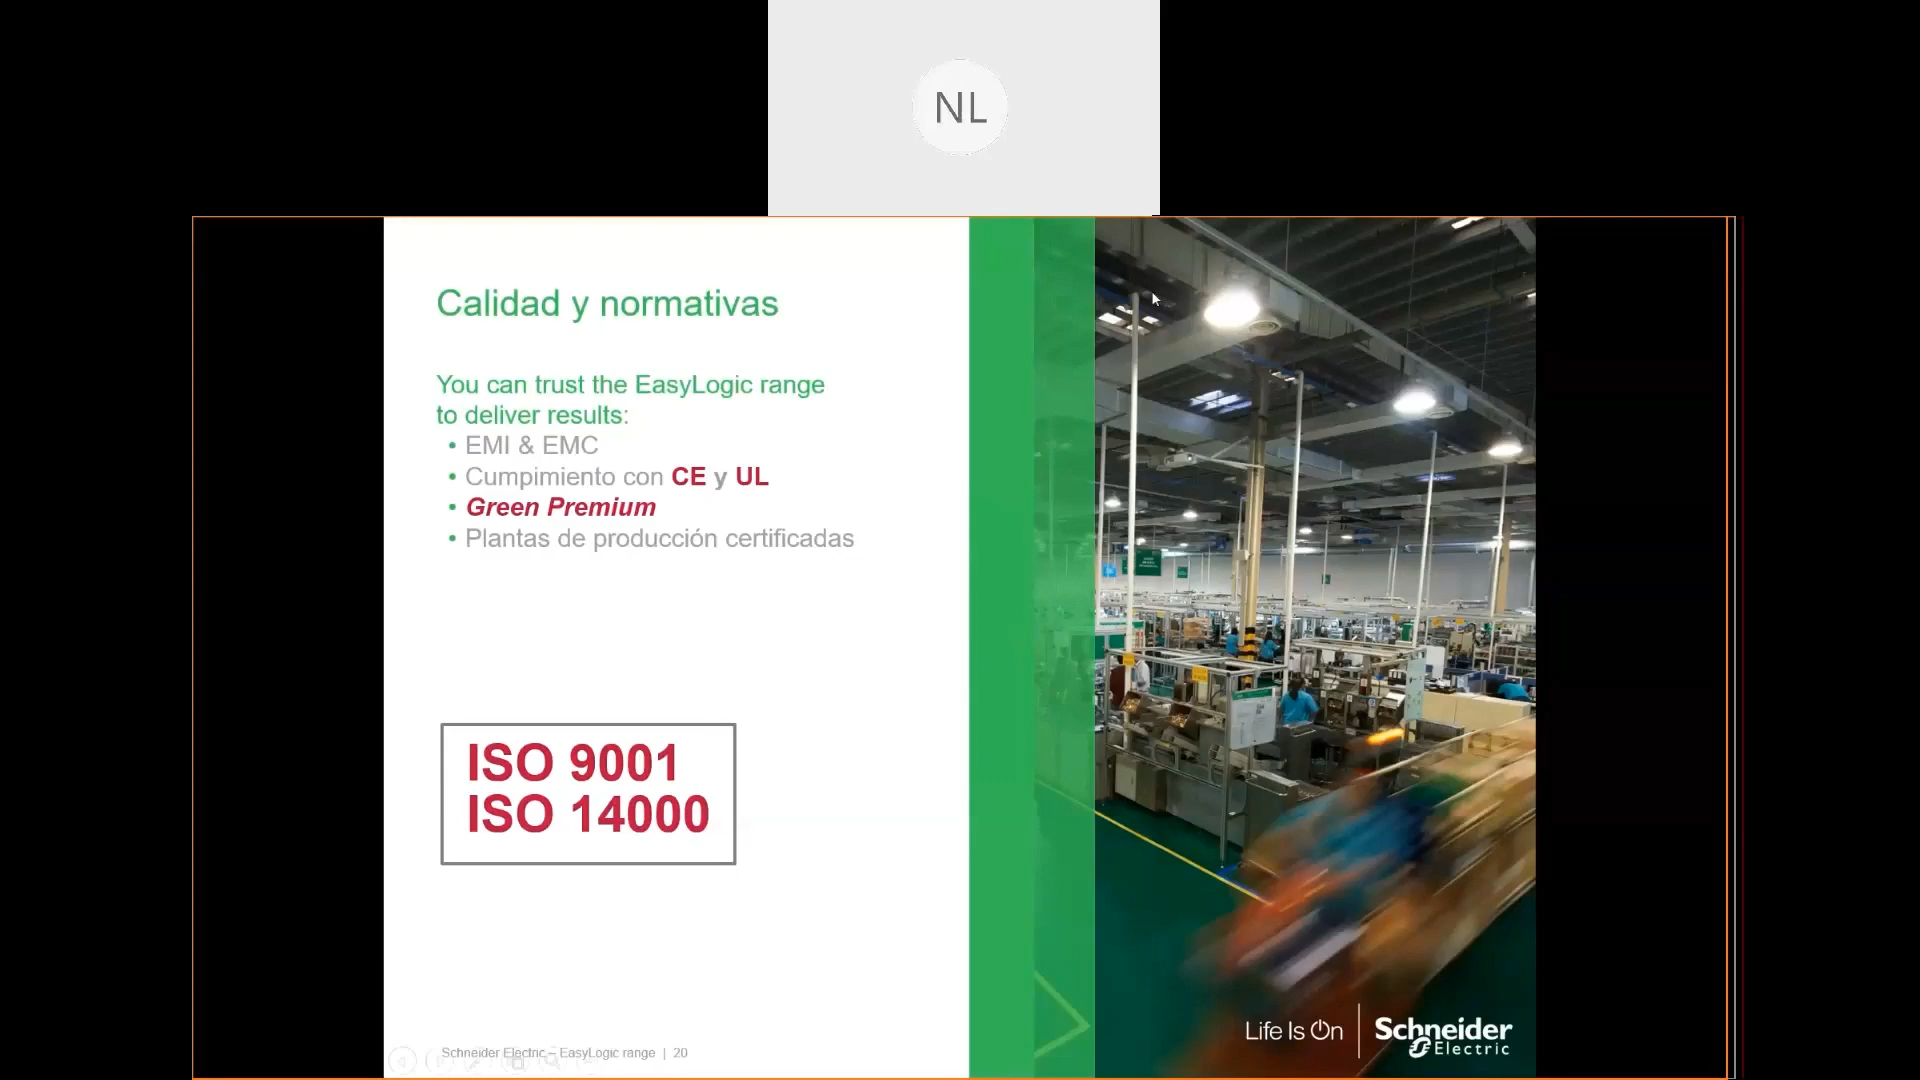 NL
Calidad y normativas
You can trust the EasyLogic range
to deliver results:
• EMI & EMC
• Cumpimiento con CE y UL
• Green Premium
• Plantas de producción certificadas
ISO 9001
ISO 14000
Life Is On
Schneider
Electric
Schneider Electric – EasyLogic range | 20